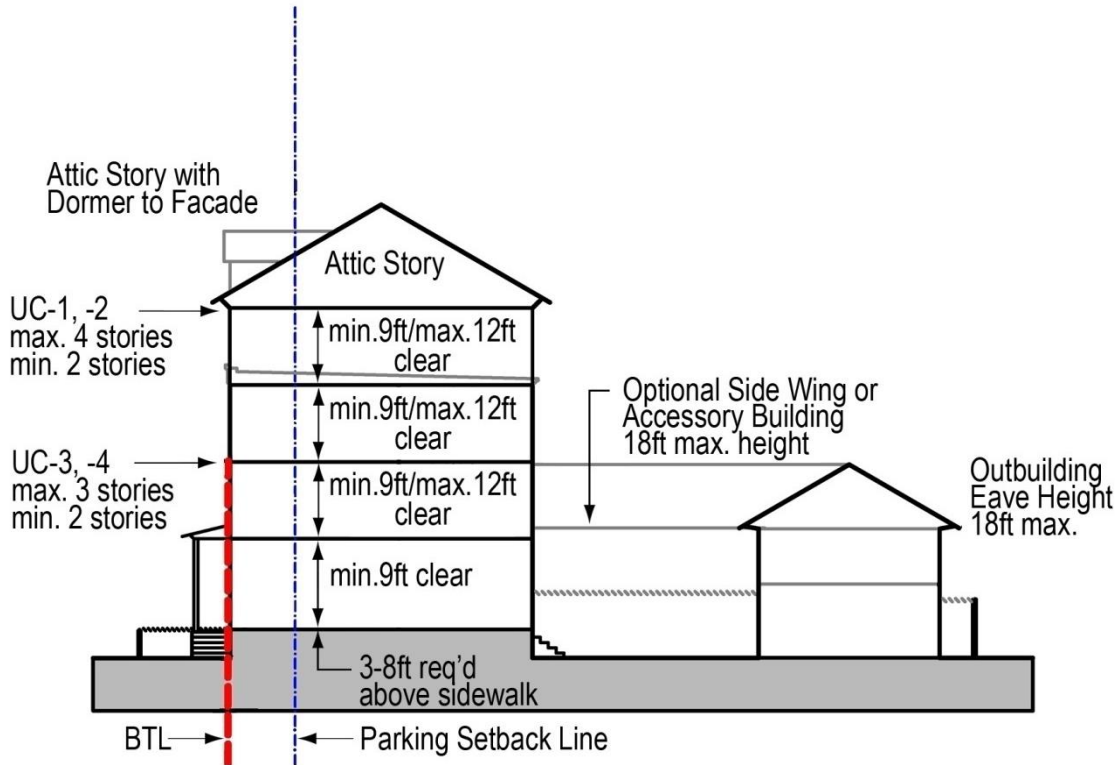 Attic Story with
Dormer to Facade
Attic Story
UC-1, -2
max. 4 stories
min. 2 stories
min.9ft/max.12ft
clear
min.9ft/max.12ft
clear
Optional Side Wing or
Accessory Building
18ft max. height
UC-3, -4
max. 3 stories
min. 2 stories
min.9ft/max.12ft
clear
Outbuilding
Eave Height
18ft max.
min.9ft clear
3-8ft req'd
above sidewalk
BTL
Parking Setback Line